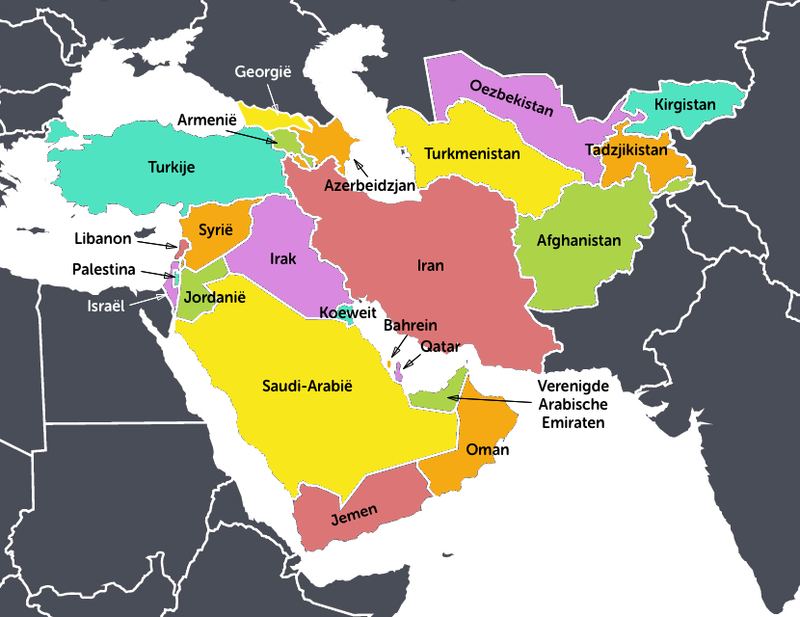 Georgië
Oezbekistan
Kirgistan
Armenië
Tadzjikistan
Turkmenistan
Turkije
Azerbeidzjan
Libanon
Syrië
Afghanistan
Irak
Iran
Palestina
Jordanië
Israël
Koeweit
Bahrein
Qatar
Saudi-Arabië
Verenigde
Arabische
Emiraten
Oman
Jemen